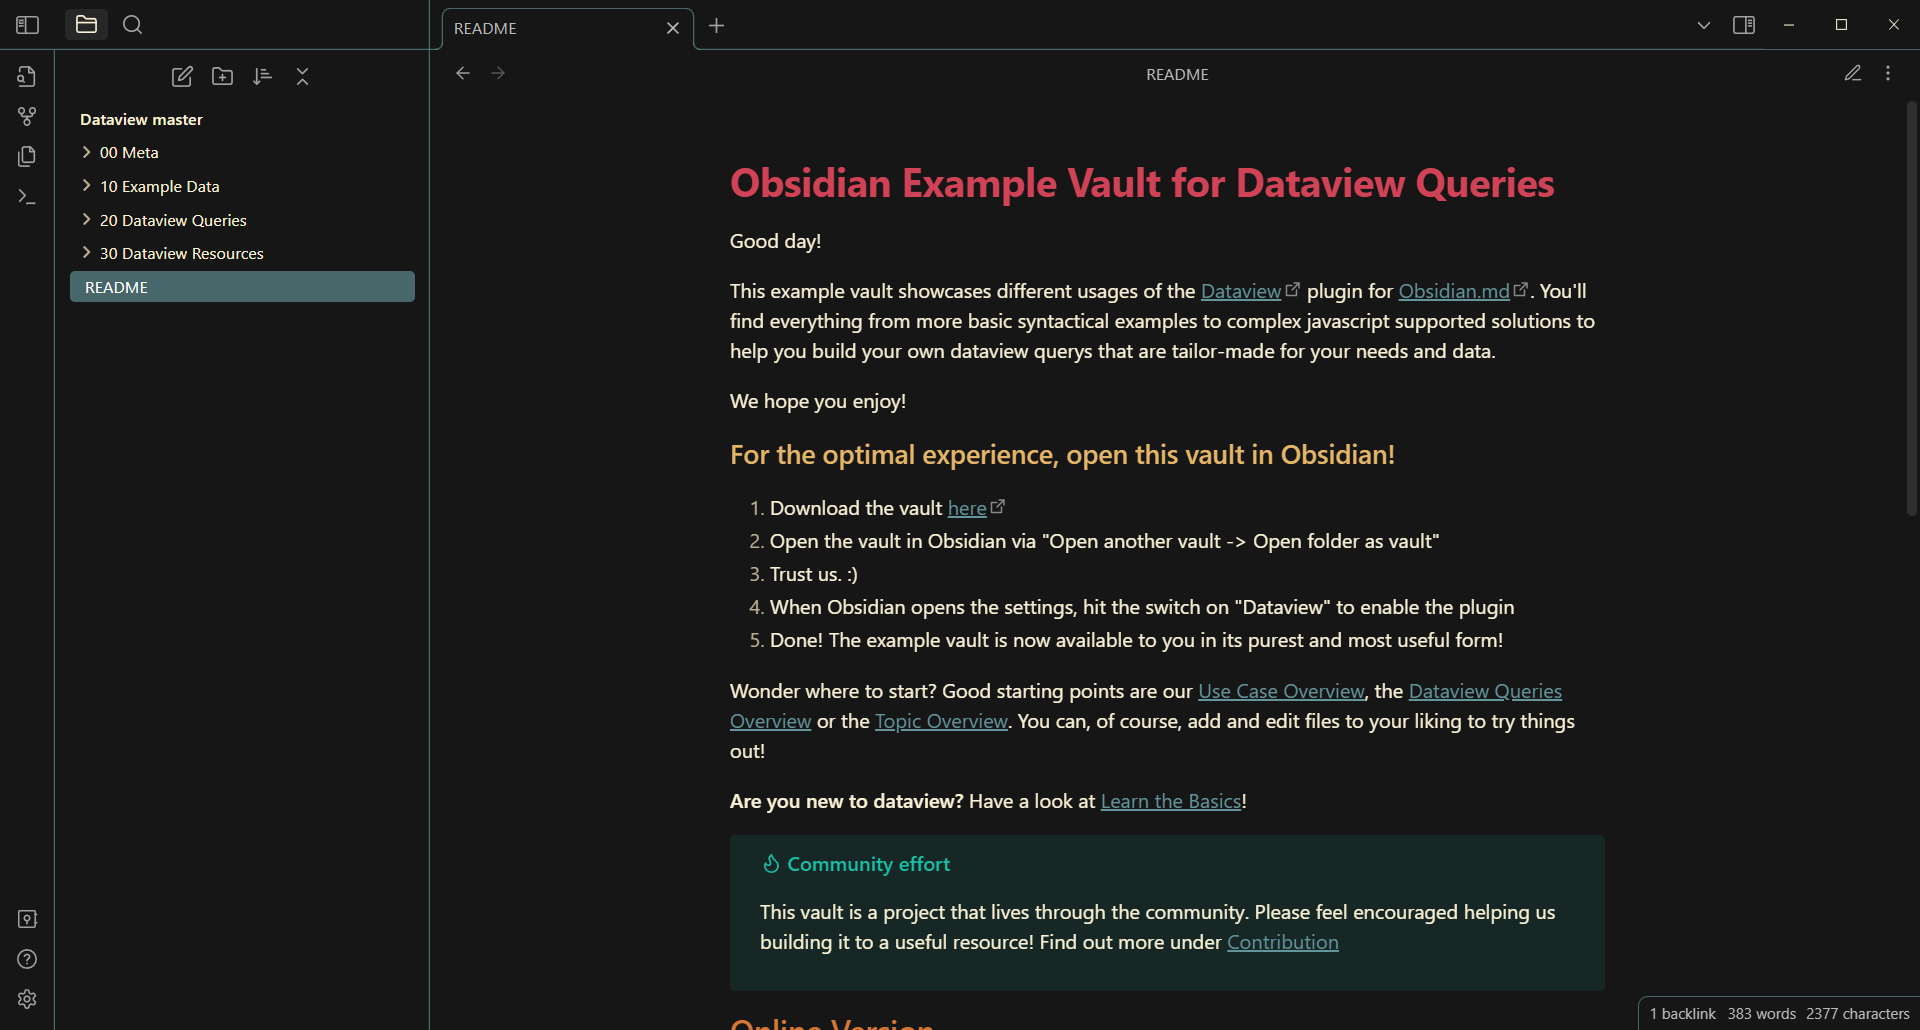 README
README
Dataview master
00 Meta
10 Example Data
20 Dataview Queries
30 Dataview Resources
README
Obsidian Example Vault for Dataview Queries
Good day!
This example vault showcases different usages of the Dataview plugin for Obsidian.md. You'll
find everything from more basic syntactical examples to complex javascript supported solutions to
help you build your own dataview querys that are tailor-made for your needs and data.
We hope you enjoy!
For the optimal experience, open this vault in Obsidian!
1. Download the vault here
2. Open the vault in Obsidian via "Open another vault -> Open folder as vault"
3. Trust us. :)
4. When Obsidian opens the settings, hit the switch on "Dataview" to enable the plugin
5. Done! The example vault is now available to you in its purest and most useful form!
Wonder where to start? Good starting points are our Use Case Overview, the Dataview Queries
Overview or the Topic Overview. You can, of course, add and edit files to your liking to try things
out!
Are you new to dataview? Have a look at Learn the Basics!
Community effort
This vault is a project that lives through the community. Please feel encouraged helping us
building it to a useful resource! Find out more under Contribution
Online Version
1 backlink 383 words 2377 characters